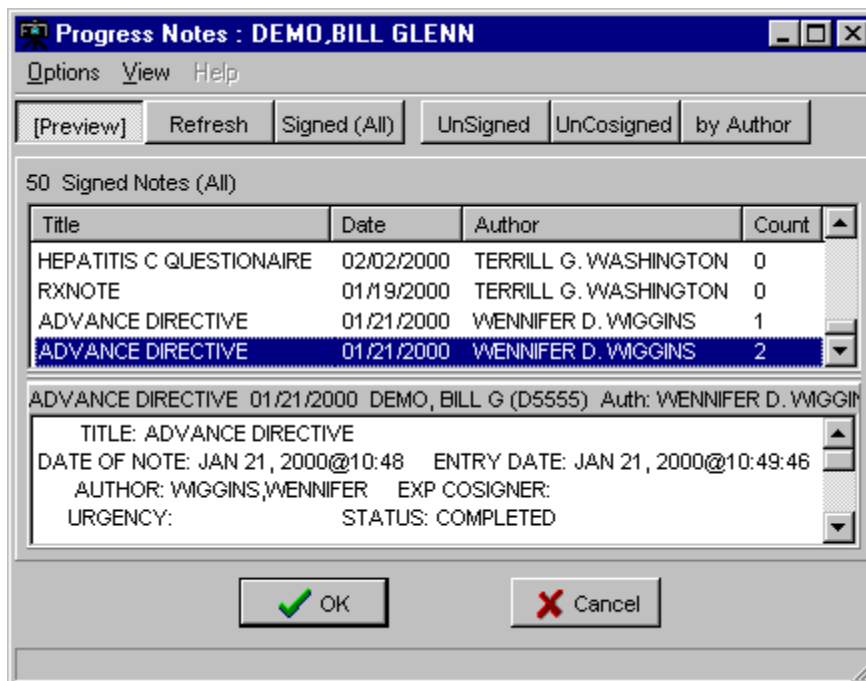 Progress Notes : DEMO,BILL GLENN
Options View Help
[Preview] Refresh Signed (All) UnSigned UnCosigned by Author
50 Signed Notes (All)
Title Date Author Count
HEPATITIS C QUESTIONAIRE 02/02/2000 TERRILL G. WASHINGTON 0
RXNOTE 01/19/2000 TERRILL G. WASHINGTON 0
ADVANCE DIRECTIVE 01/21/2000 WENNIFER D. WIGGINS 1
ADVANCE DIRECTIVE 01/21/2000 WENNIFER D. WIGGINS 2
ADVANCE DIRECTIVE 01/21/2000 DEMO, BILL G (D5555) Auth: WENNIFER D. WIGGIN
TITLE: ADVANCE DIRECTIVE
DATE OF NOTE: JAN 21, 2000@10:48 ENTRY DATE: JAN 21, 2000@10:49:46
AUTHOR: WIGGINS,WENNIFER EXP COSIGNER:
URGENCY: STATUS: COMPLETED
OK Cancel